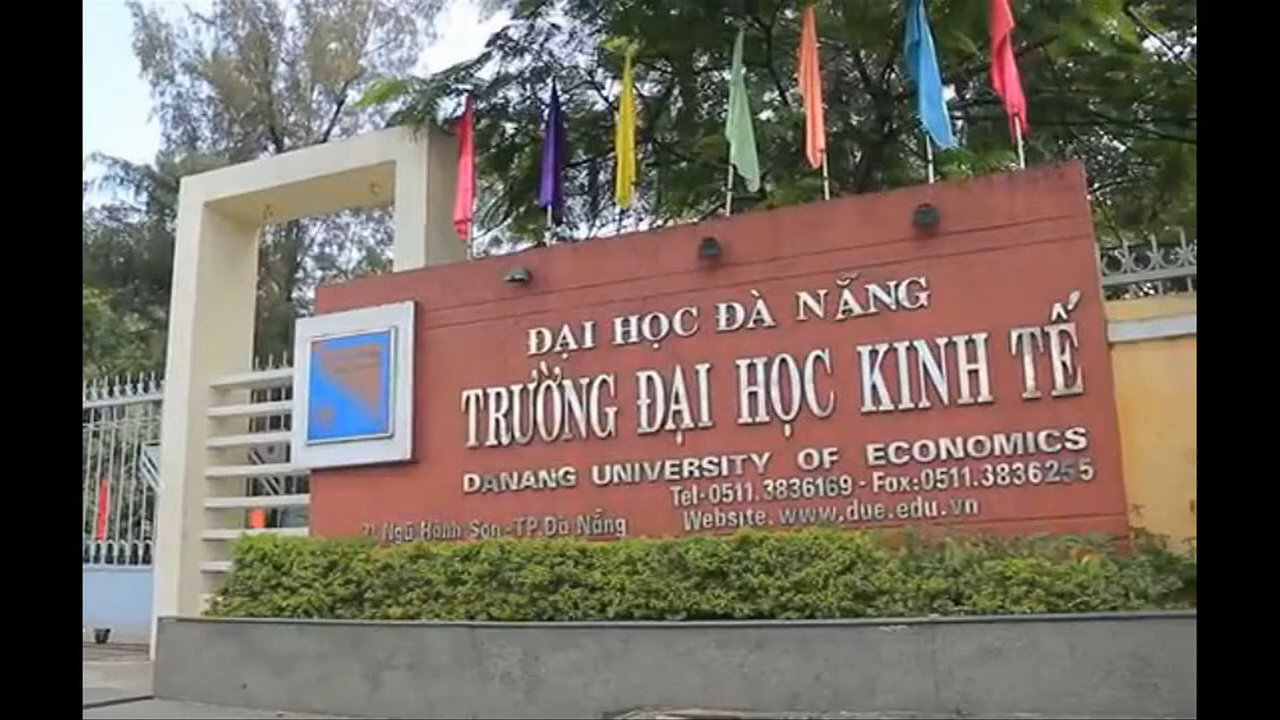 ĐẠI HỌC ĐÀ NẴNG
TRƯỜNG ĐẠI HỌC KINH TẾ
DANANG UNIVERSITY OF ECONOMICS
Tel.0511.3836169 - Fax:0511.3836255
Ngũ Hành Sơn - TP.Đà Nẵng
Website. www.due.edu.vn